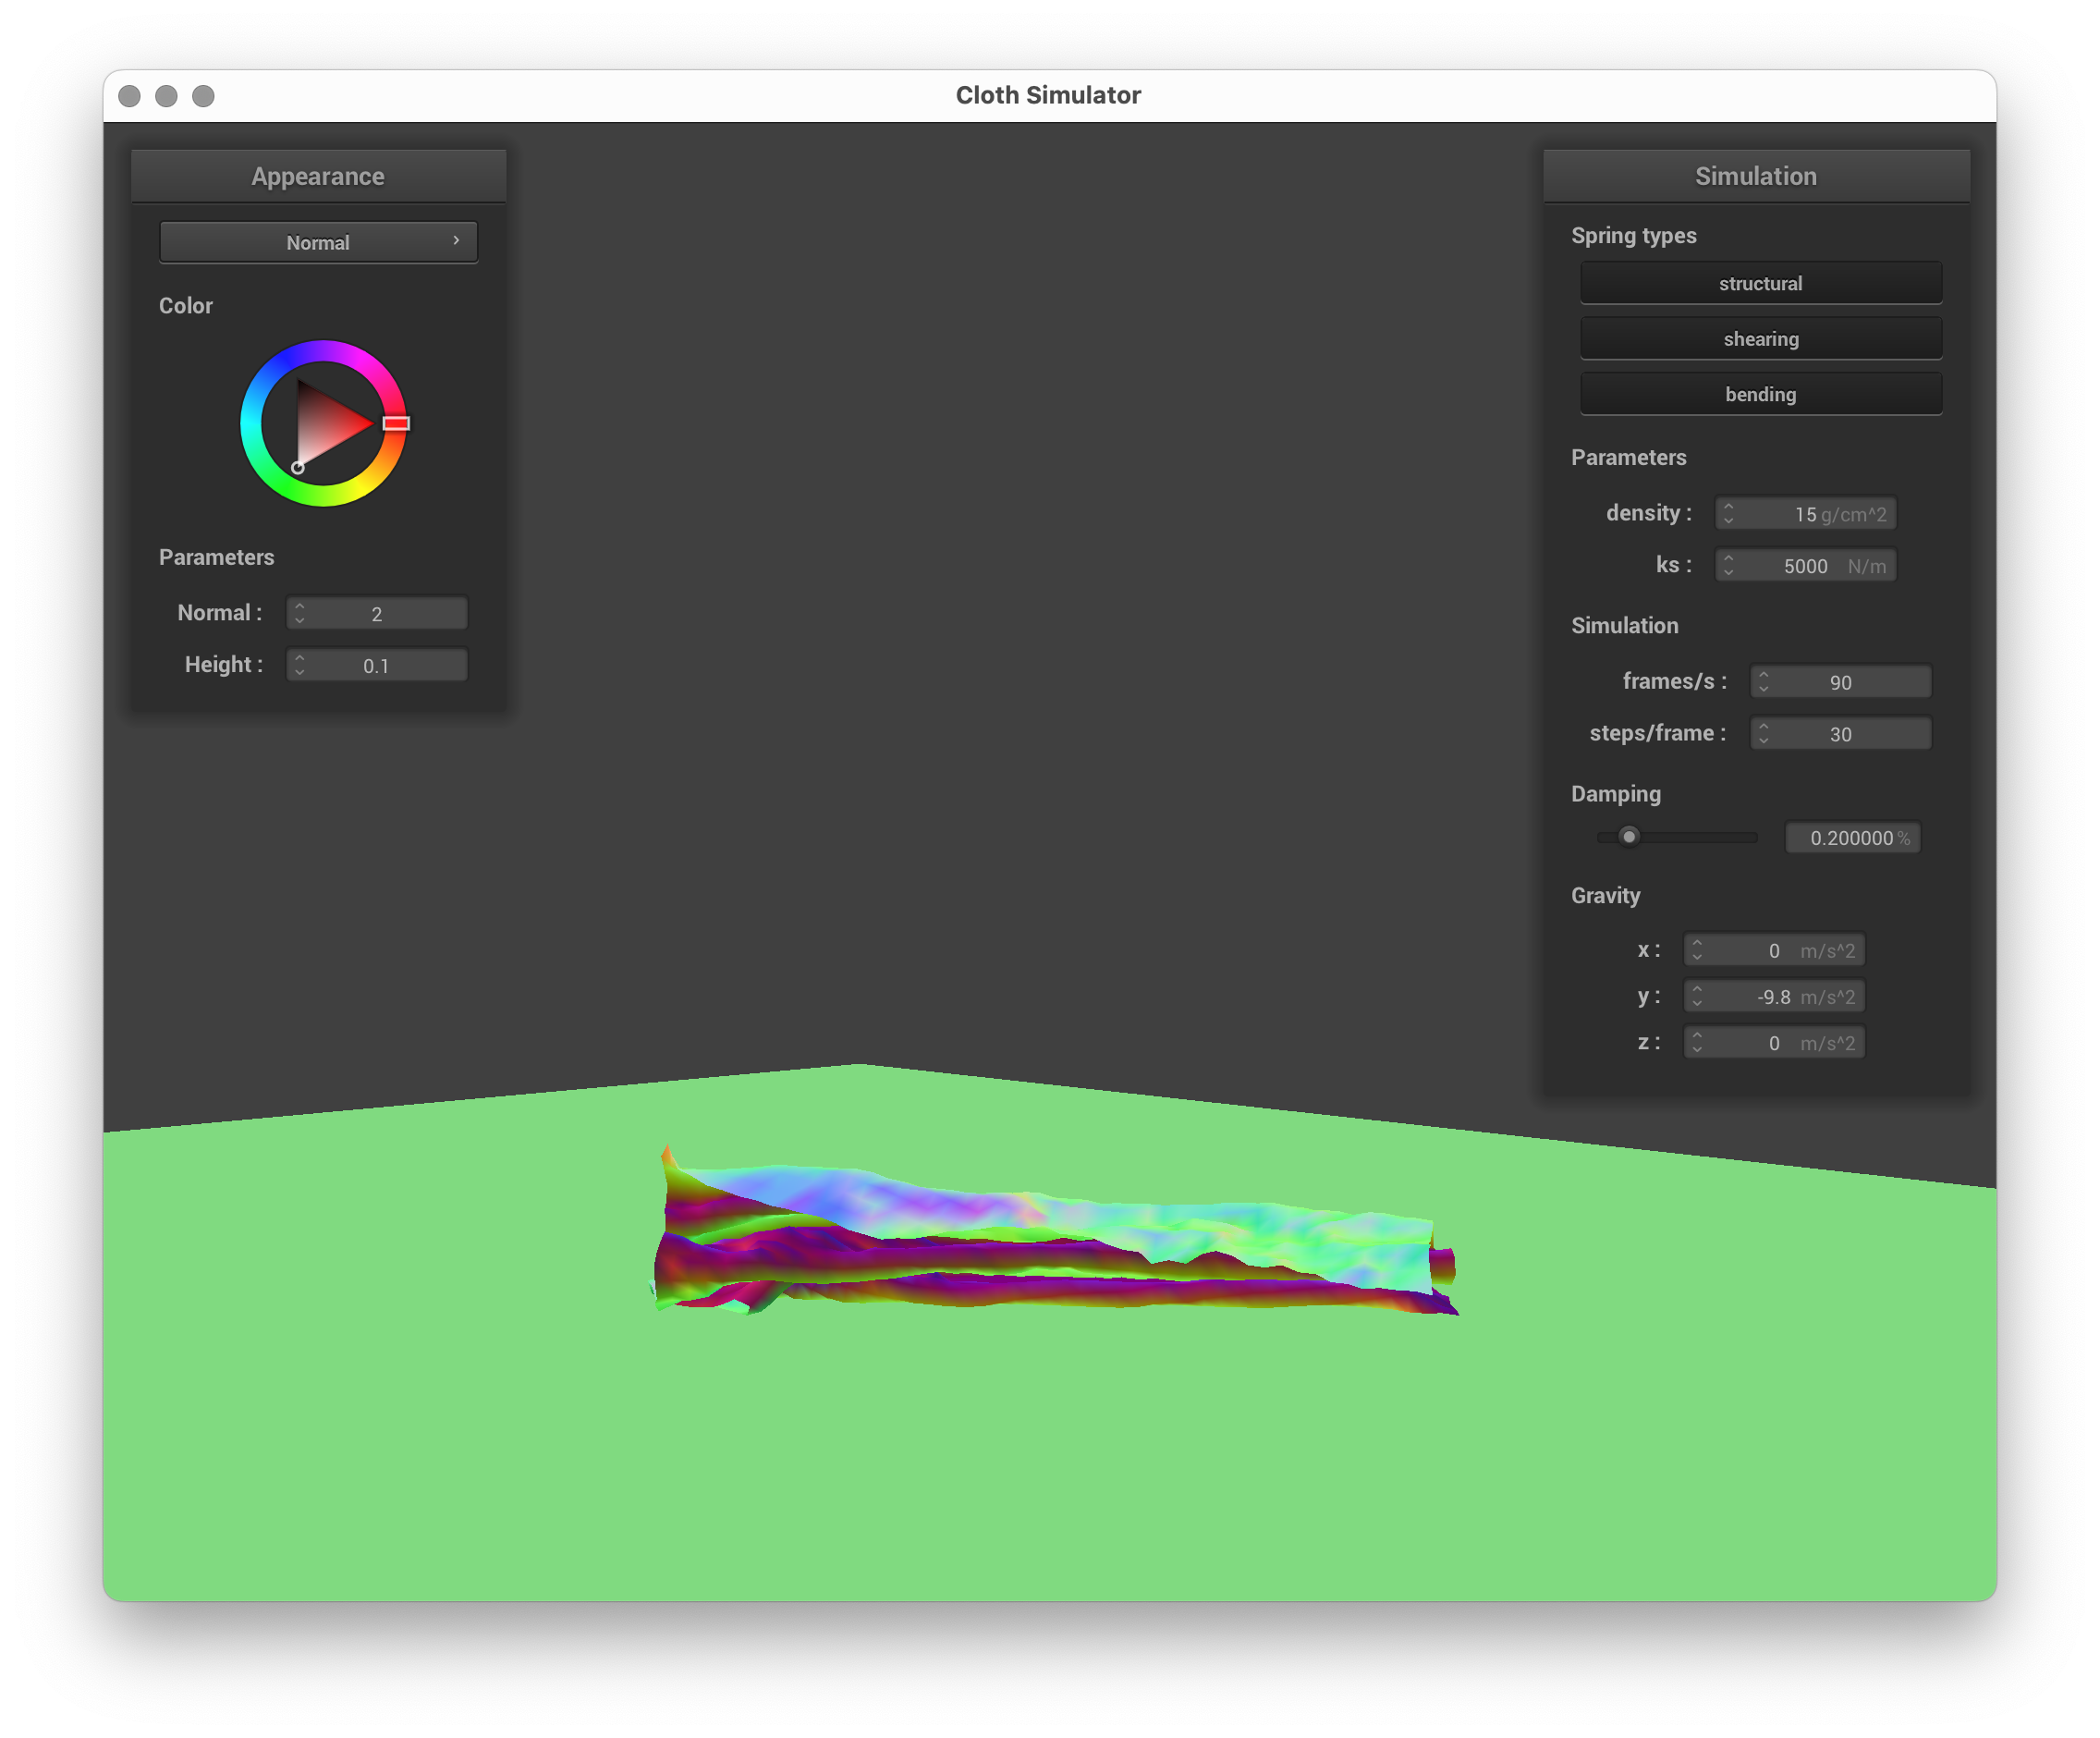 Cloth Simulator
Appearance
Normal
Color
Parameters
Normal : 2
Height : 0.1
Simulation
Spring types
structural
shearing
bending
Parameters
density : 15 g/cm^2
ks : 5000 N/m
Simulation
frames/s : 90
steps/frame : 30
Damping
0.200000 %
Gravity
x : 0 m/s^2
y : -9.8 m/s^2
z : 0 m/s^2